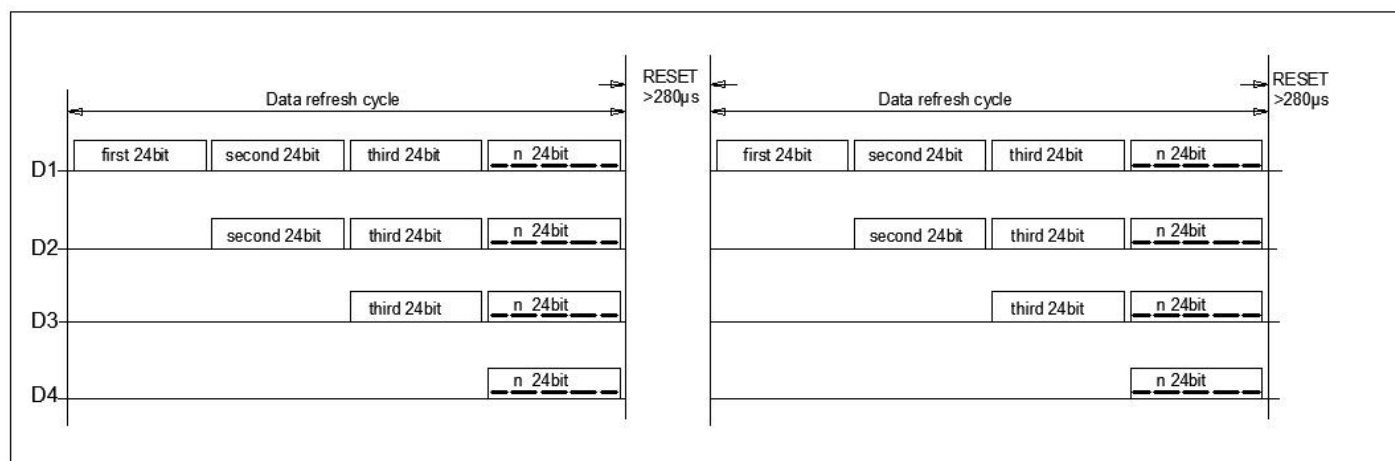 RESET
>280µs
RESET
>280µs
Data refresh cycle
Data refresh cycle
D1
first 24bit
second 24bit
third 24bit
n 24bit
first 24bit
second 24bit
third 24bit
n 24bit
D2
second 24bit
third 24bit
n 24bit
second 24bit
third 24bit
n 24bit
D3
third 24bit
n 24bit
third 24bit
n 24bit
D4
n 24bit
n 24bit